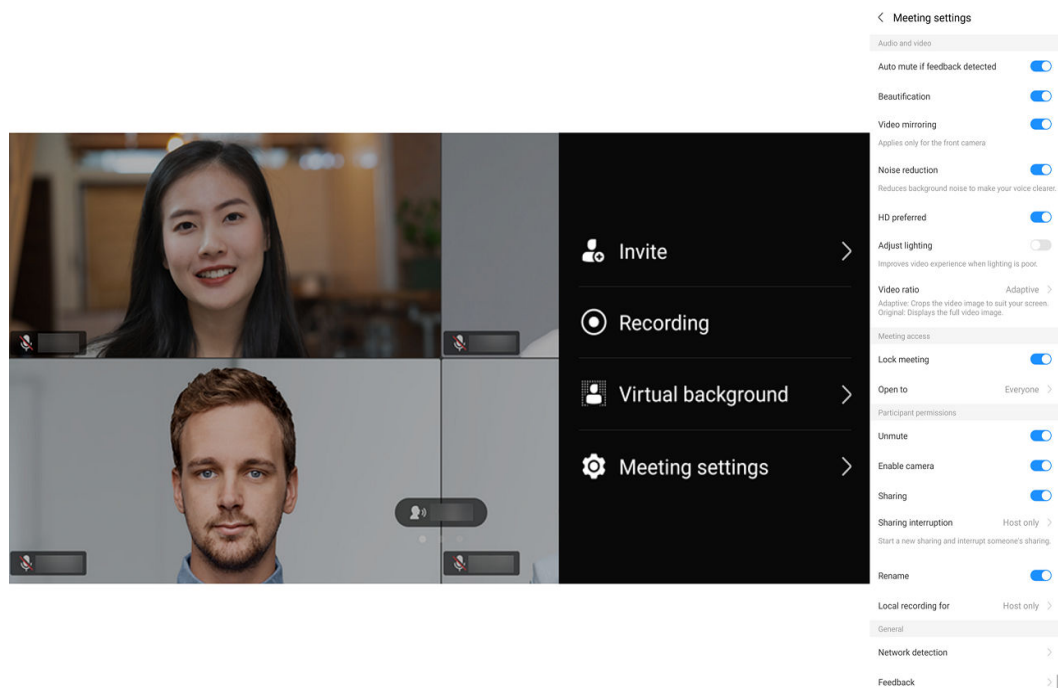 Invite
Recording
Virtual background
Meeting settings
Meeting settings
Audio and video
Auto mute if feedback detected
Beautification
Video mirroring
Applies only for the front camera
Noise reduction
Reduces background noise to make your voice clearer.
HD preferred
Adjust lighting
Improves video experience when lighting is poor.
Video ratio Adaptive
Adaptive: Crops the video image to suit your screen.
Original: Displays the full video image.
Meeting access
Lock meeting
Open to Everyone
Participant permissions
Unmute
Enable camera
Sharing
Sharing interruption Host only
Start a new sharing and interrupt someone's sharing.
Rename
Local recording for Host only
General
Network detection
Feedback